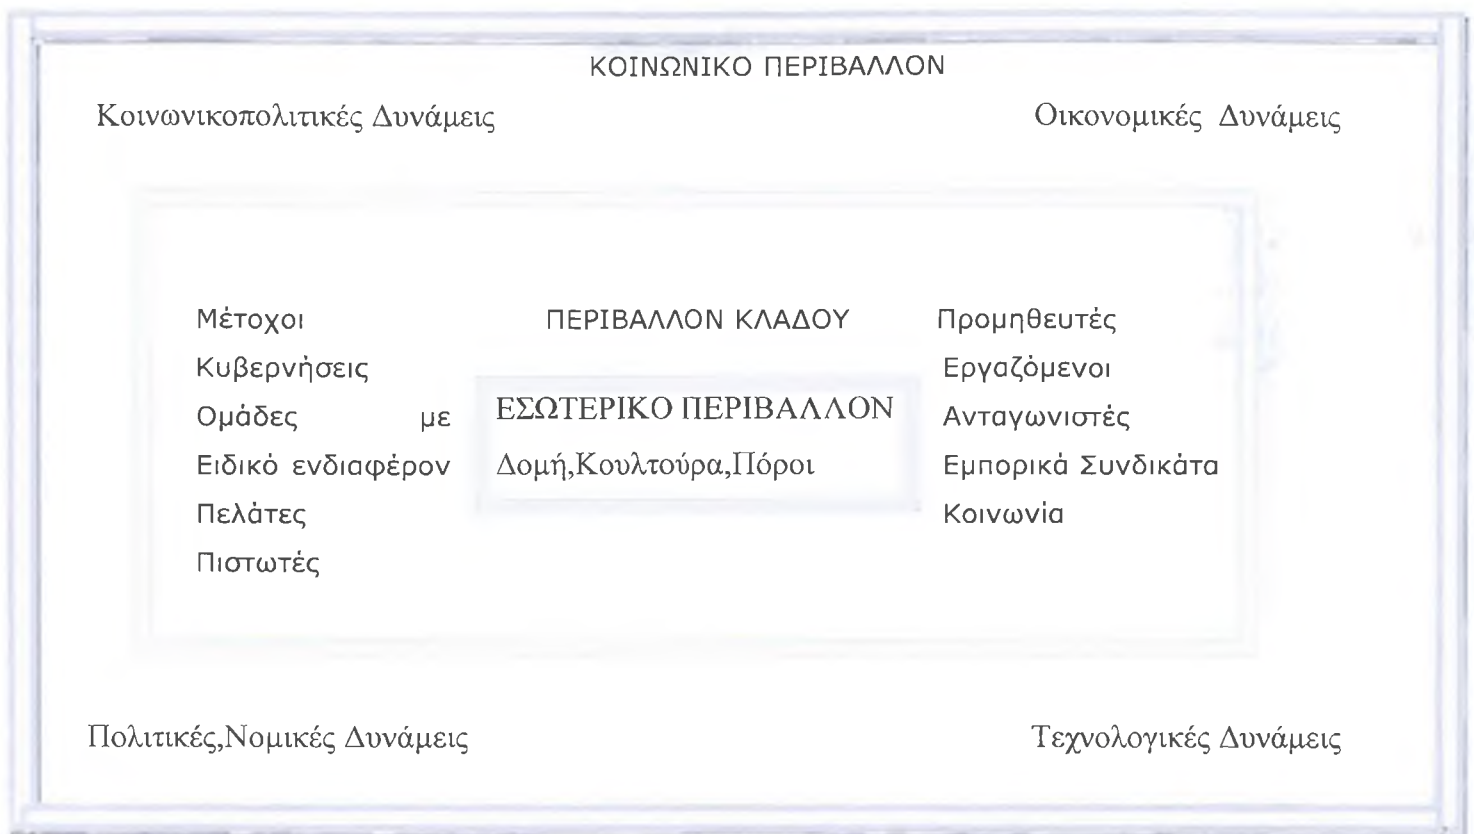 ΚΟΙΝΩΝΙΚΟ ΠΕΡΙΒΑΛΛΟΝ
Κοινωνικοπολιτικές Δυνάμεις
Οικονομικές Δυνάμεις
Μέτοχοι
Κυβερνήσεις
Ομάδες με
Ειδικό ενδιαφέρον
Πελάτες
Πιστωτές
ΠΕΡΙΒΑΛΛΟΝ ΚΛΑΔΟΥ
ΕΣΩΤΕΡΙΚΟ ΠΕΡΙΒΑΛΛΟΝ
Δομή,Κουλτούρα,Πόροι
Προμηθευτές
Εργαζόμενοι
Ανταγωνιστές
Εμπορικά Συνδικάτα
Κοινωνία
Πολιτικές,Νομικές Δυνάμεις
Τεχνολογικές Δυνάμεις